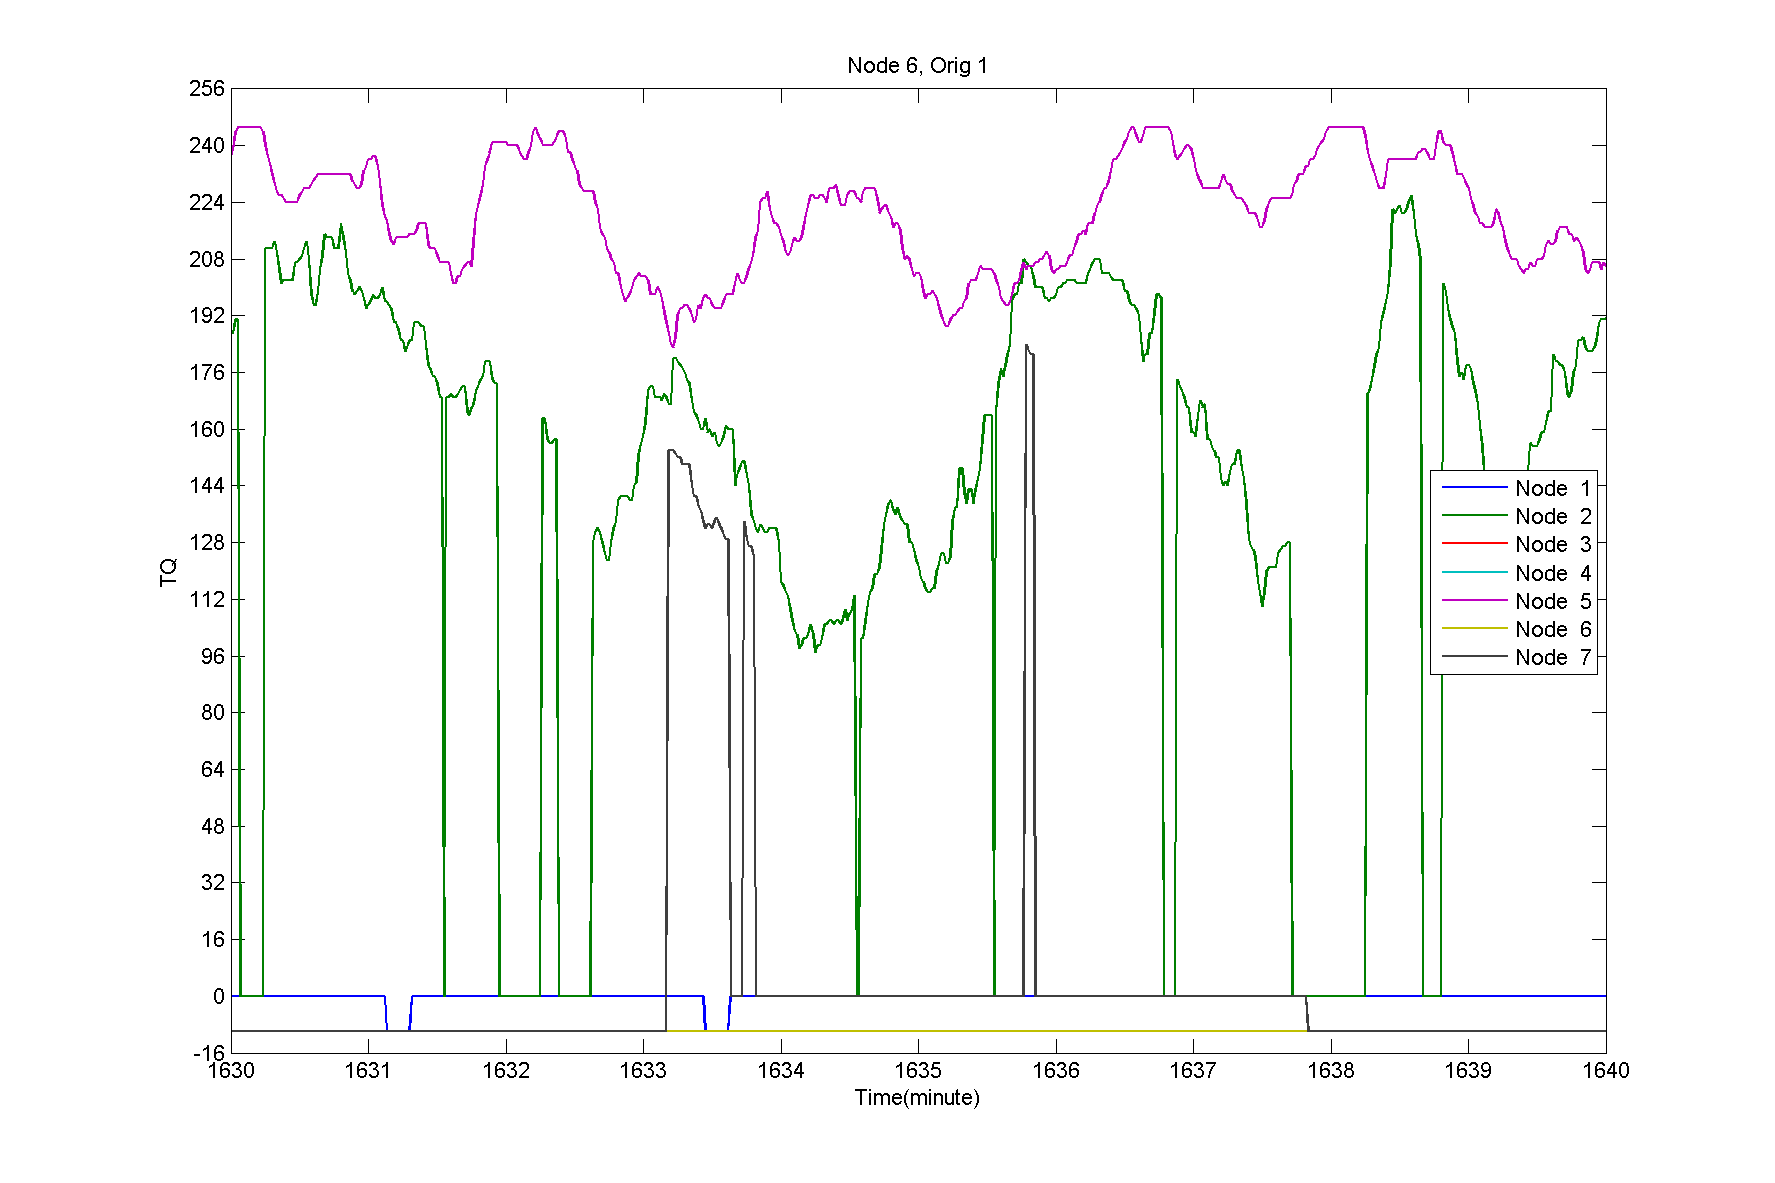 Node 6, Orig 1
256
240
224
208
192
176
160
144
128
112
96
80
64
48
32
16
0
-16
TQ
Node 1
Node 2
Node 3
Node 4
Node 5
Node 6
Node 7
1630 1631 1632 1633 1634 1635 1636 1637 1638 1639 1640
Time(minute)